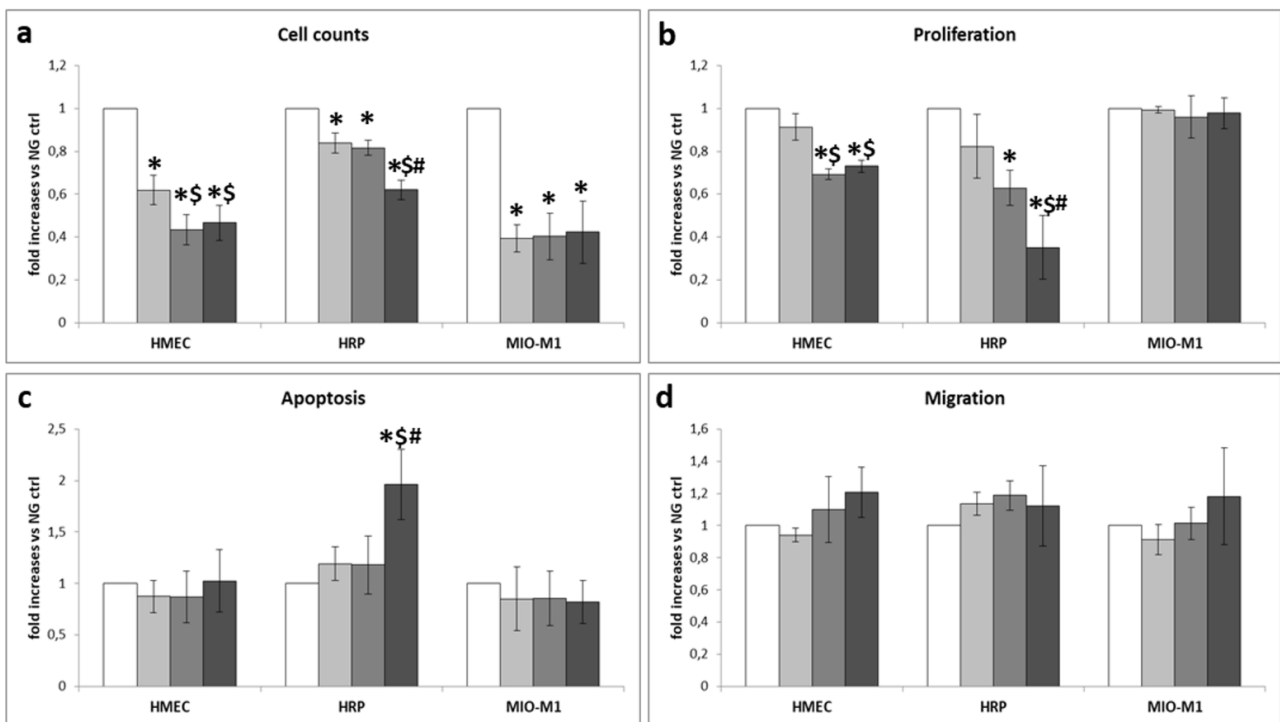 a
Cell counts
fold increases vs NG ctrl
1,2
1
0,8
0,6
0,4
0,2
0
*
*$
*$
*
*
*$#
*
*
*
HMEC
HRP
MIO-M1
b
Proliferation
fold increases vs NG ctrl
1,2
1
0,8
0,6
0,4
0,2
0
*$
*$
*
*$#
HMEC
HRP
MIO-M1
c
Apoptosis
fold increases vs NG ctrl
2,5
2
1,5
1
0,5
0
*$#
HMEC
HRP
MIO-M1
d
Migration
fold increases vs NG ctrl
1,6
1,4
1,2
1
0,8
0,6
0,4
0,2
0
HMEC
HRP
MIO-M1